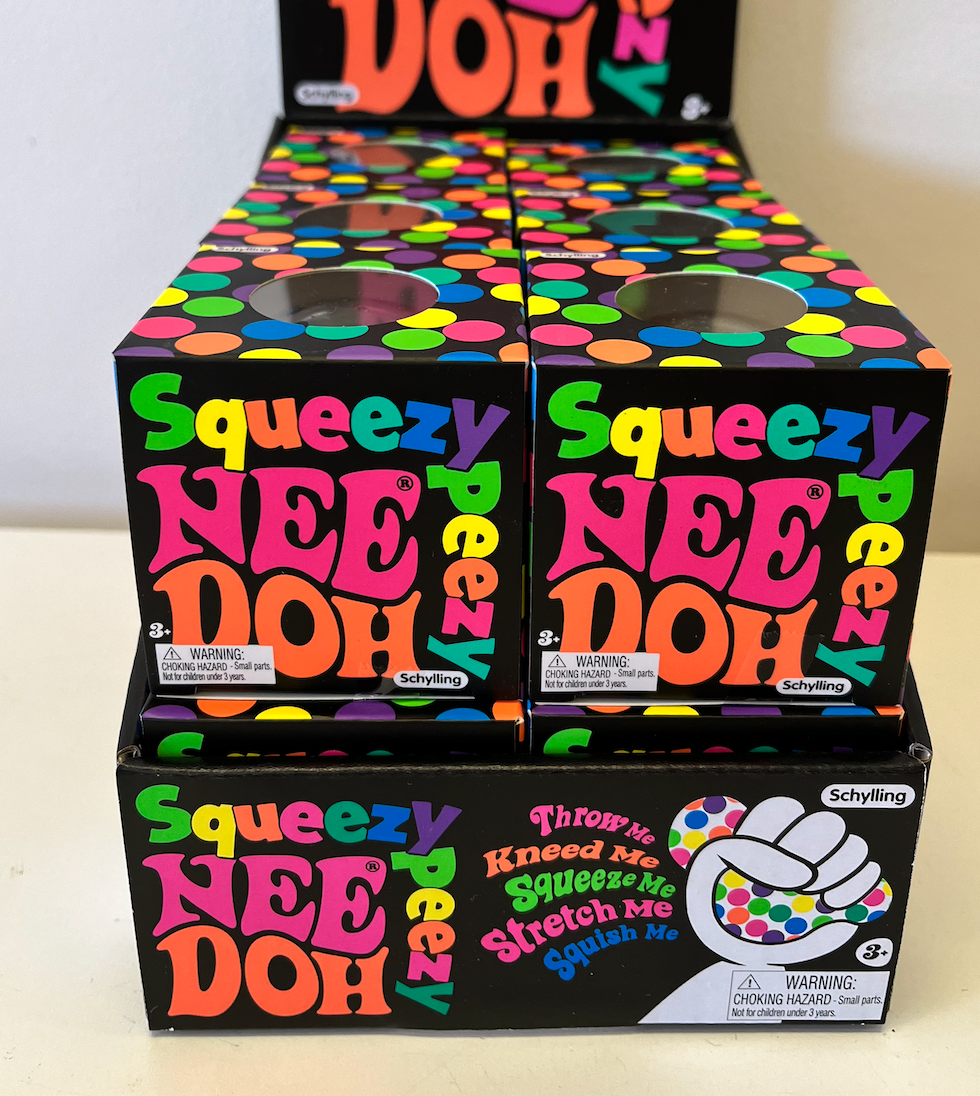 DOH
zy
Schylling
3+
Schylling
Schylling
Squeezy
NEE®
Peezy
DOH
3+
WARNING:
CHOKING HAZARD - Small parts.
Not for children under 3 years.
Schylling
Squeezy
NEE®
Peezy
DOH
3+
WARNING:
CHOKING HAZARD - Small parts.
Not for children under 3 years.
Schylling
Squeezy
NEE®
Peezy
DOH
Throw Me
Kneed Me
Squeeze Me
Stretch Me
Squish Me
Schylling
3+
WARNING:
CHOKING HAZARD - Small parts.
Not for children under 3 years.